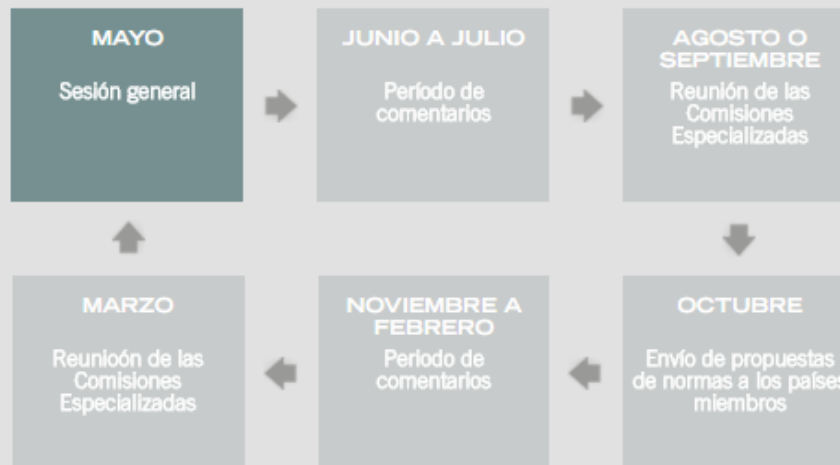 MAYO
Sesión general
JUNIO A JULIO
Período de
comentarios
AGOSTO O
SEPTIEMBRE
Reunión de las
Comisiones
Especializadas
OCTUBRE
Envío de propuestas
de normas a los países
miembros
NOVIEMBRE A
FEBRERO
Periodo de
comentarios
MARZO
Reunioón de las
Comisiones
Especializadas